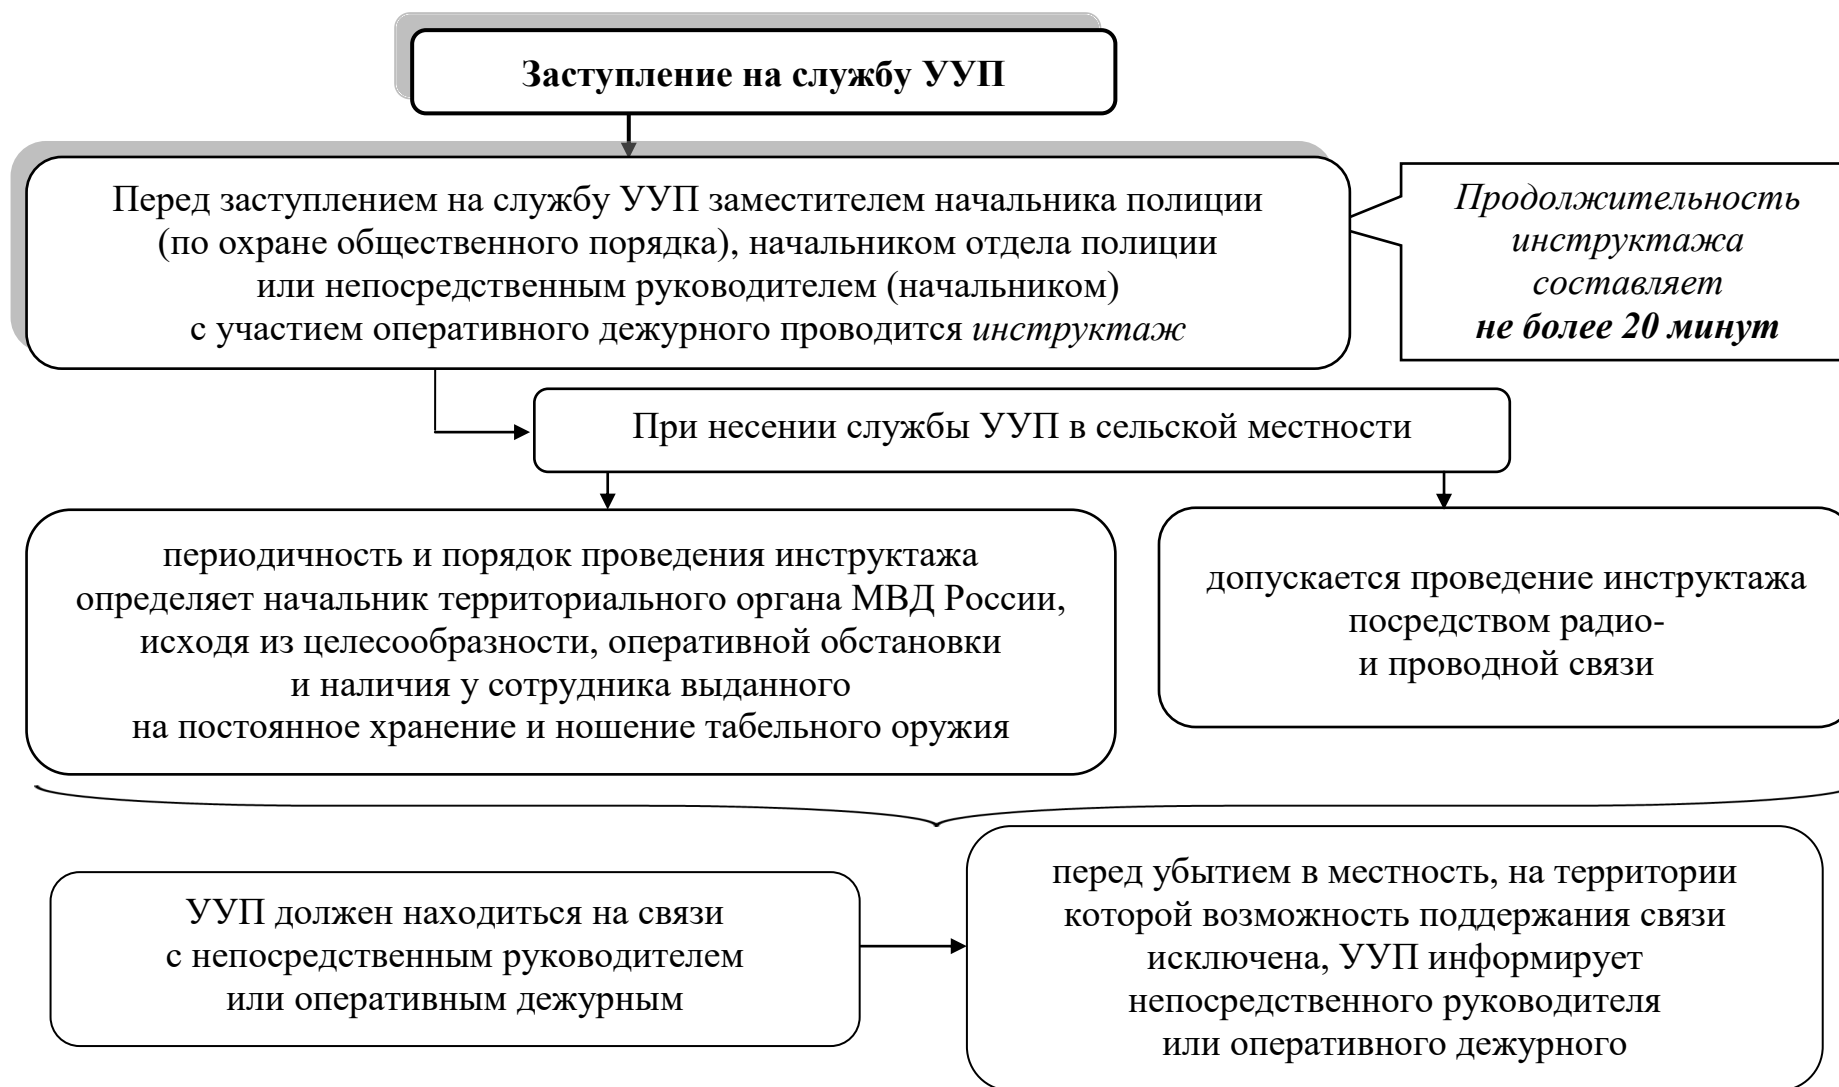 Заступление на службу УУП
Перед заступлением на службу УУП заместителем начальника полиции
(по охране общественного порядка), начальником отдела полиции
или непосредственным руководителем (начальником)
с участием оперативного дежурного проводится инструктаж
Продолжительность
инструктажа
составляет
не более 20 минут
При несении службы УУП в сельской местности
периодичность и порядок проведения инструктажа
определяет начальник территориального органа МВД России,
исходя из целесообразности, оперативной обстановки
и наличия у сотрудника выданного
на постоянное хранение и ношение табельного оружия
допускается проведение инструктажа
посредством радио-
и проводной связи
УУП должен находиться на связи
с непосредственным руководителем
или оперативным дежурным
перед убытием в местность, на территории
которой возможность поддержания связи
исключена, УУП информирует
непосредственного руководителя
или оперативного дежурного